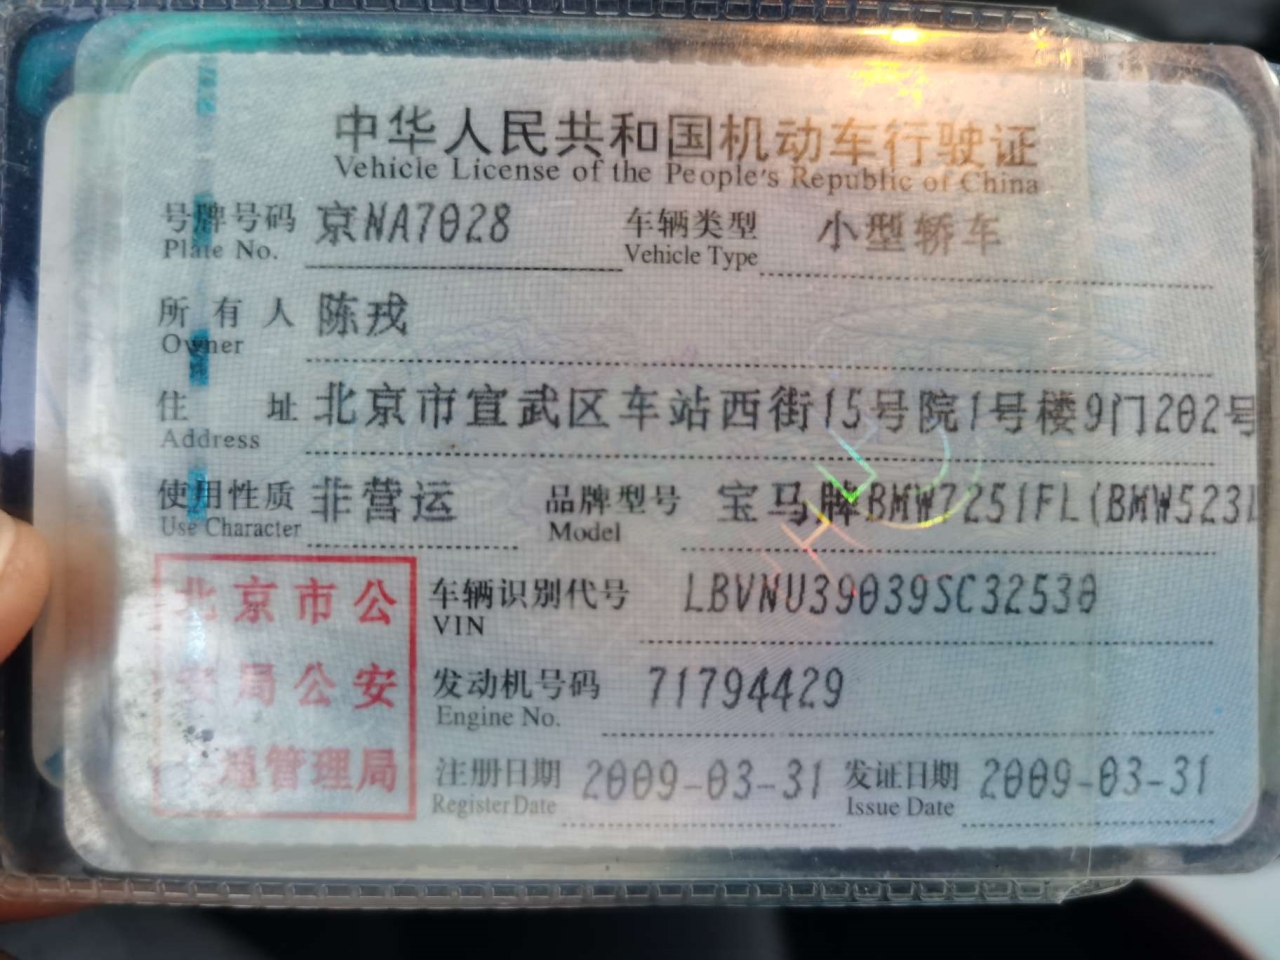 中华人民共和国机动车行驶证
Vehicle License of the People's Republic of China
号牌号码 京NA7028 车辆类型 小型轿车
Plate No. Vehicle Type
所有人 陈戎
Owner
住址 北京市宣武区车站西街15号院1号楼9门202号
Address
使用性质 非营运 品牌型号 宝马牌BMW7251FL(BMW523L
Use Character Model
北京市公
安局公安
交通管理局
车辆识别代号 LBVNU39039SC32530
VIN
发动机号码 71794429
Engine No.
注册日期 2009-03-31 发证日期 2009-03-31
Register Date Issue Date